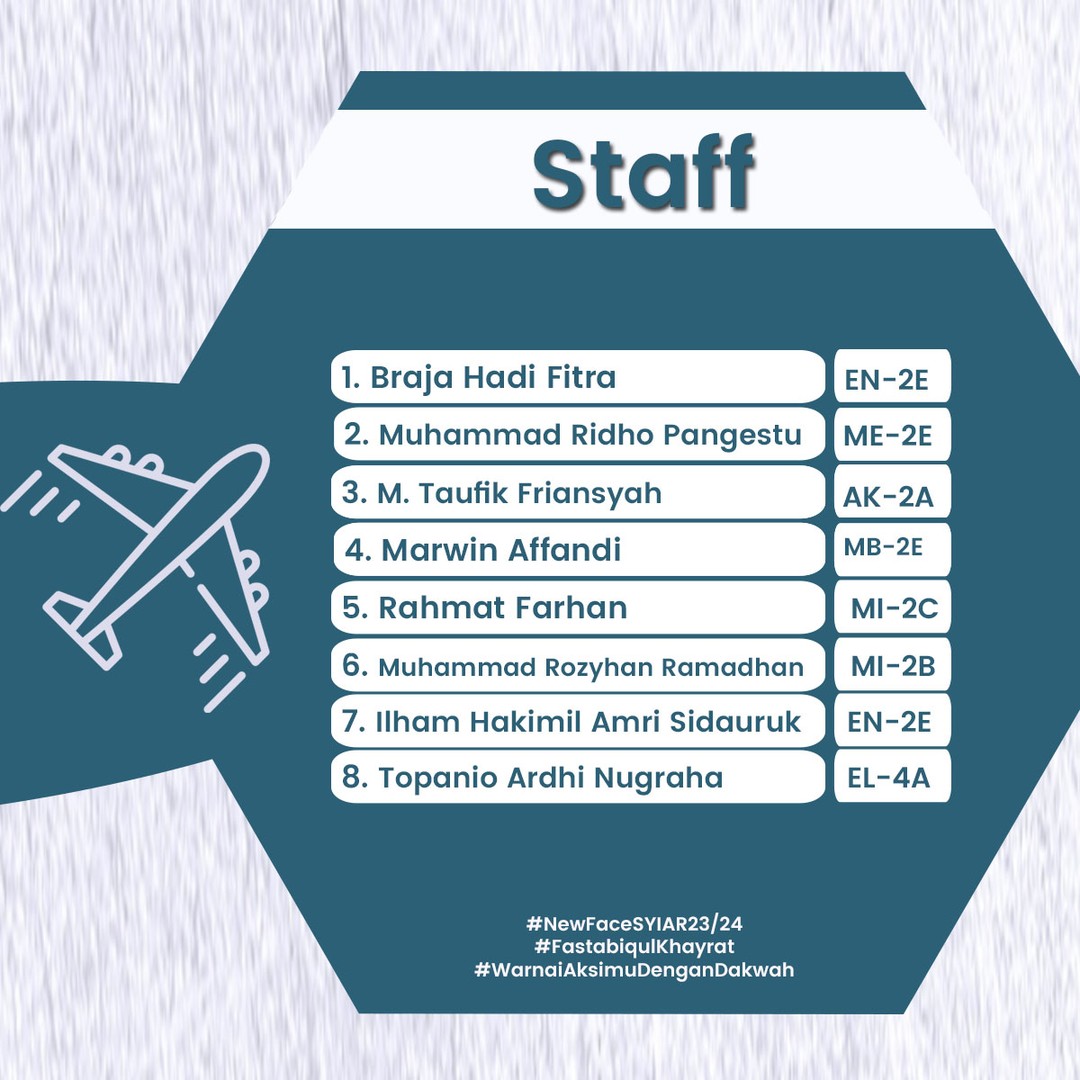 Staff
1. Braja Hadi Fitra EN-2E
2. Muhammad Ridho Pangestu ME-2E
3. M. Taufik Friansyah AK-2A
4. Marwin Affandi MB-2E
5. Rahmat Farhan MI-2C
6. Muhammad Rozyhan Ramadhan MI-2B
7. Ilham Hakimil Amri Sidauruk EN-2E
8. Topanio Ardhi Nugraha EL-4A
#NewFaceSYIAR23/24
#FastabiqulKhayrat
#WarnaiAksimuDenganDakwah